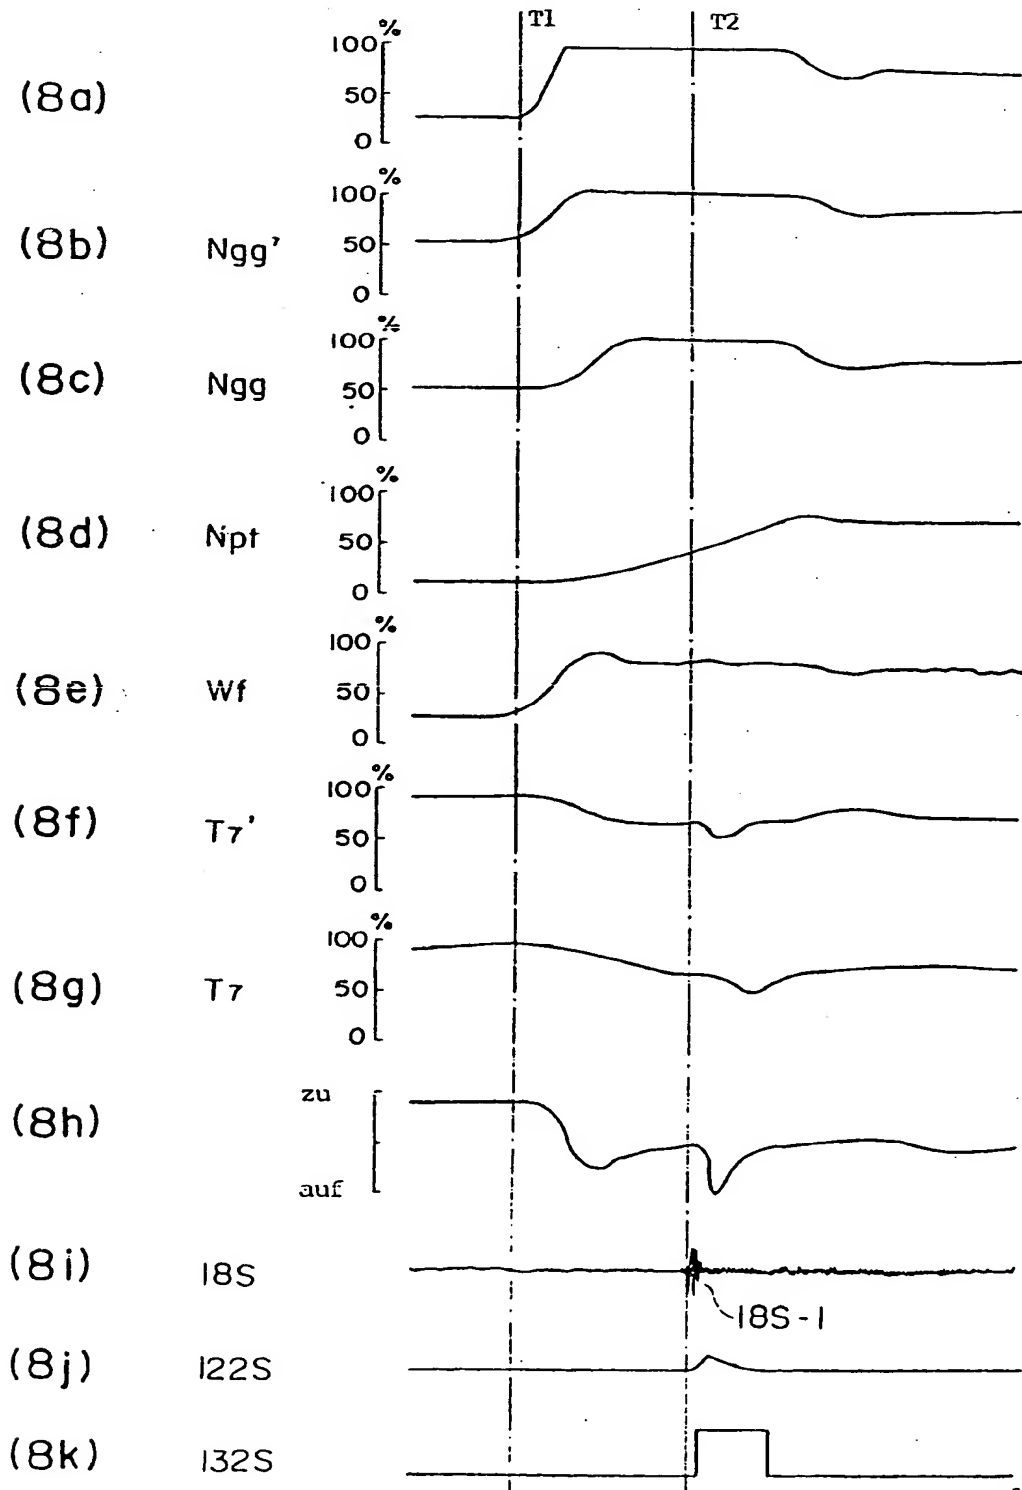 T1 T2
(8a) 100% 50 0
(8b) Ngg' 100% 50 0
(8c) Ngg 100% 50 0
(8d) Npt 100% 50 0
(8e) Wf 100% 50 0
(8f) T7' 100% 50 0
(8g) T7 100% 50 0
(8h) zu auf
(8i) 18S 18S-1
(8j) 122S
(8k) 132S